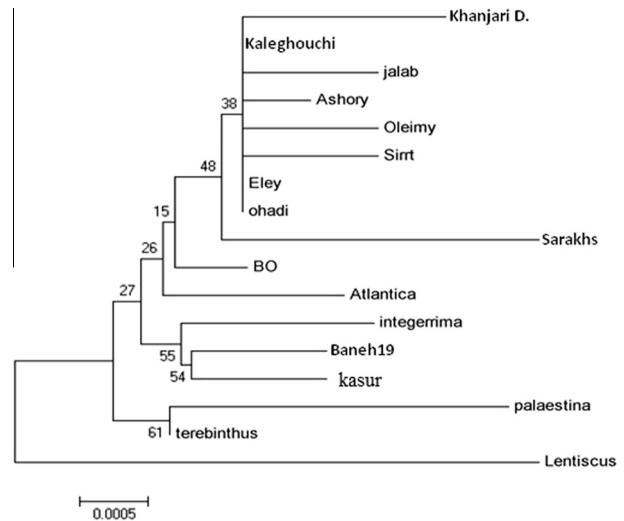 Khanjari D.
Kaleghouchi
jalab
Ashory
38
Oleimy
Sirrt
48
Eley
ohadi
15
Sarakhs
26
BO
27
Atlantica
integerrima
55
Baneh19
54
kasur
palaestina
61
terebinthus
Lentiscus
0.0005